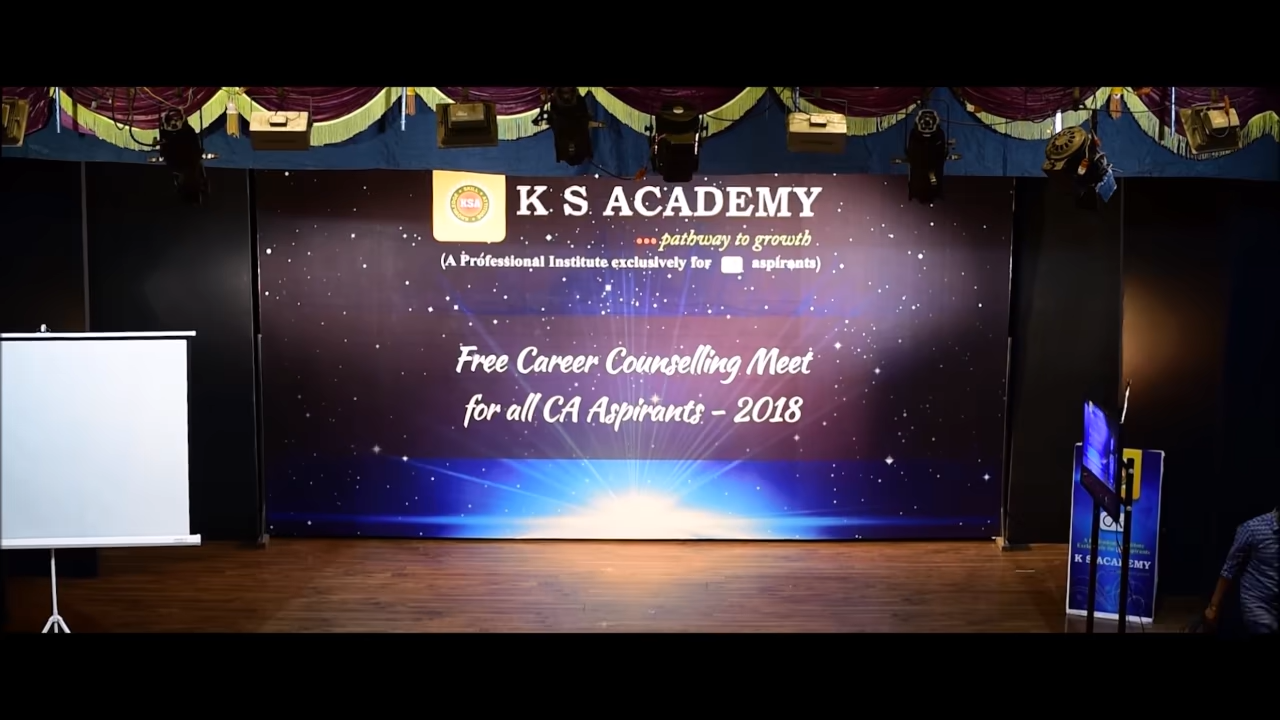 KSA
K S ACADEMY
...pathway to growth
(A Professional Institute exclusively for aspirants)
Free Career Counselling Meet
for all CA Aspirants - 2018
K S ACADEMY